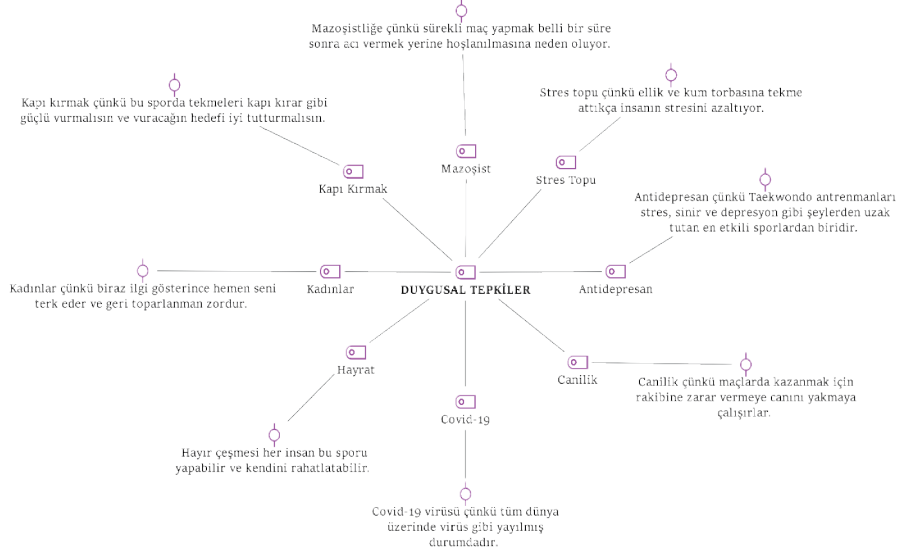 Mazoşistliğe çünkü sürekli maç yapmak belli bir süre
sonra acı vermek yerine hoşlanılmasına neden oluyor.
Stres topu çünkü ellik ve kum torbasına tekme
attıkça insanın stresini azaltıyor.
Kapı kırmak çünkü bu sporda tekmeleri kapı kırar gibi
güçlü vurmalısın ve vuracağın hedefi iyi tutturmalısın.
Mazoşist
Stres Topu
Kapı Kırmak
Antidepresan çünkü Taekwondo antrenmanları
stres, sinir ve depresyon gibi şeylerden uzak
tutan en etkili sporlardan biridir.
Kadınlar çünkü biraz ilgi gösterince hemen seni
terk eder ve geri toparlanman zordur.
Kadınlar
DUYGUSAL TEPKİLER
Antidepresan
Hayrat
Canilik
Canilik çünkü maçlarda kazanmak için
rakibine zarar vermeye canını yakmaya
çalışırlar.
Covid-19
Hayır çeşmesi her insan bu sporu
yapabilir ve kendini rahatlatabilir.
Covid-19 virüsü çünkü tüm dünya
üzerinde virüs gibi yayılmış
durumdadır.